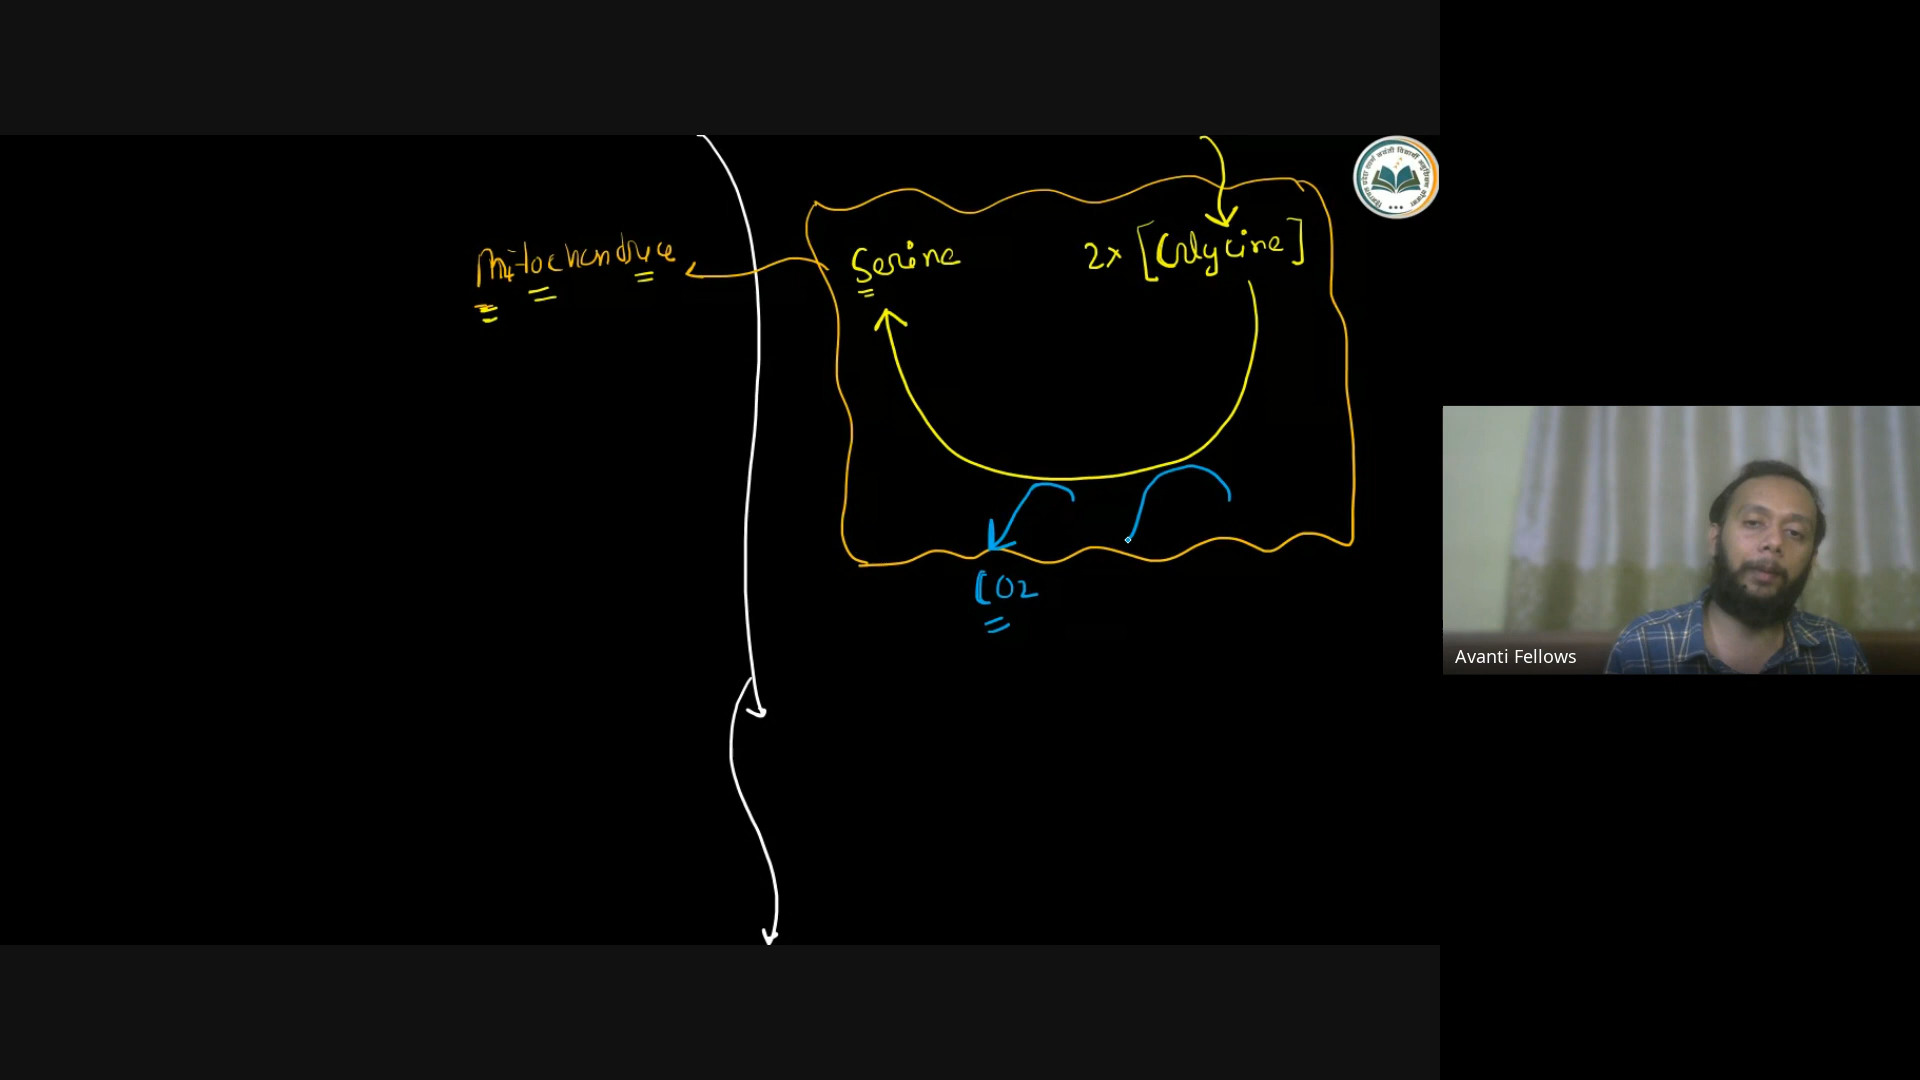 Mitochondria
Serine
2x [Glycine]
CO2
Avanti Fellows